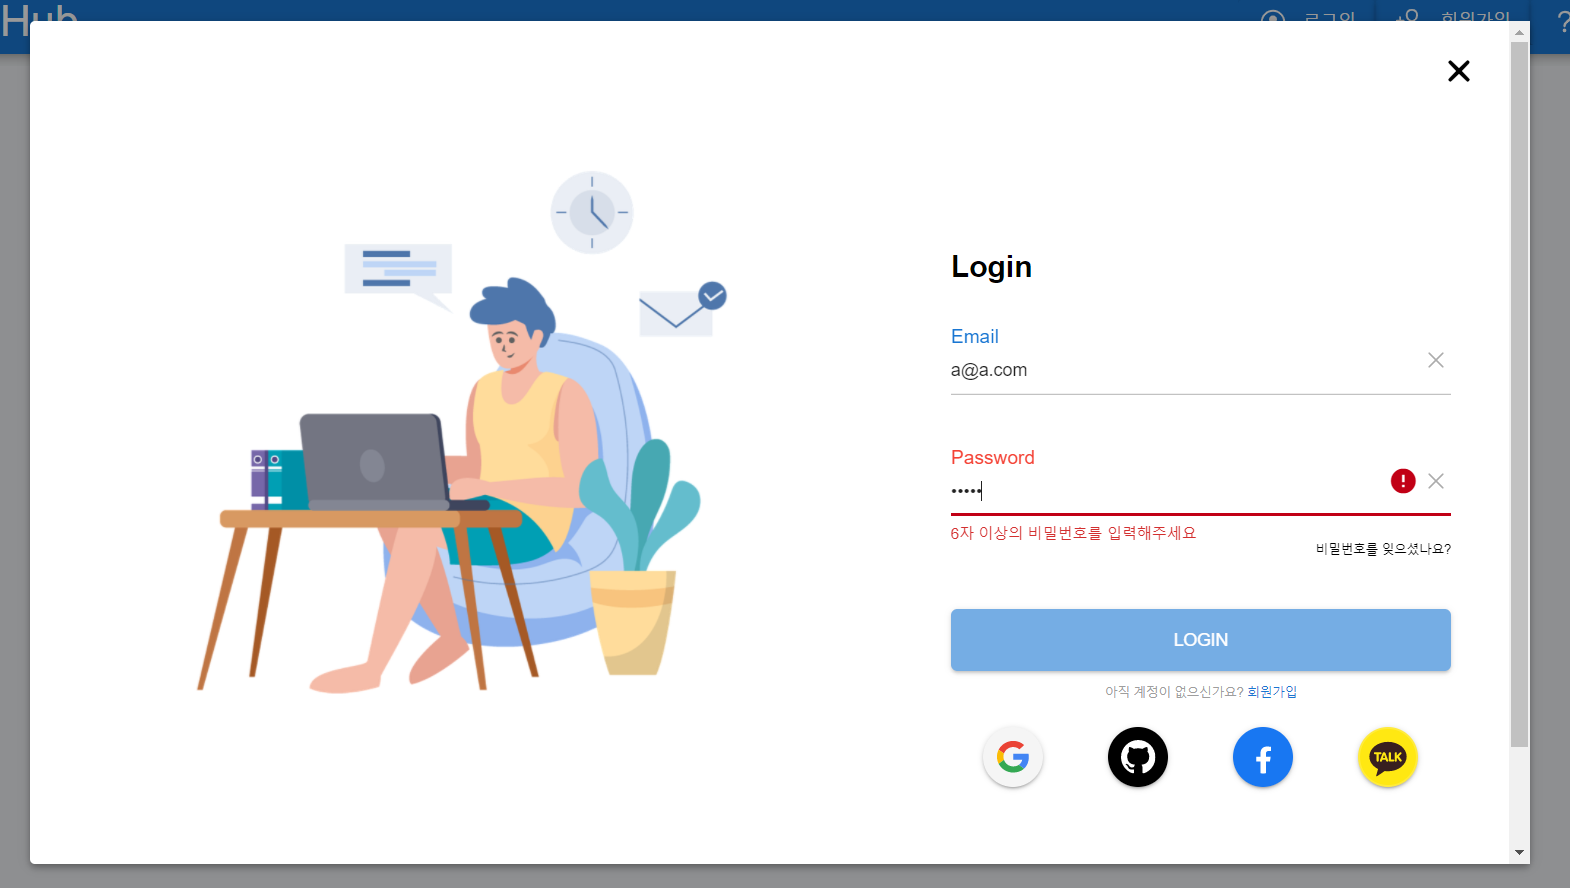 Hub
로그인
회원가입
?
Login
Email
a@a.com
Password
•••••
6자 이상의 비밀번호를 입력해주세요
비밀번호를 잊으셨나요?
LOGIN
아직 계정이 없으신가요? 회원가입
TALK